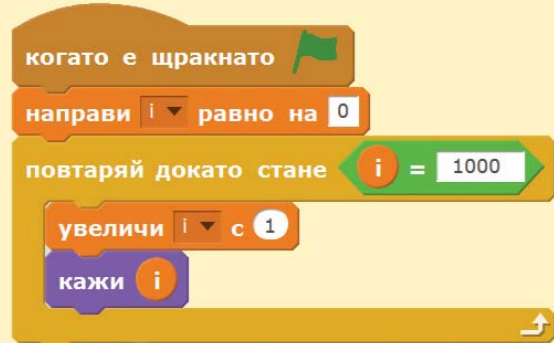 когато е щракнато
направи i равно на 0
повтаряй докато стане i = 1000
увеличи i с 1
кажи i